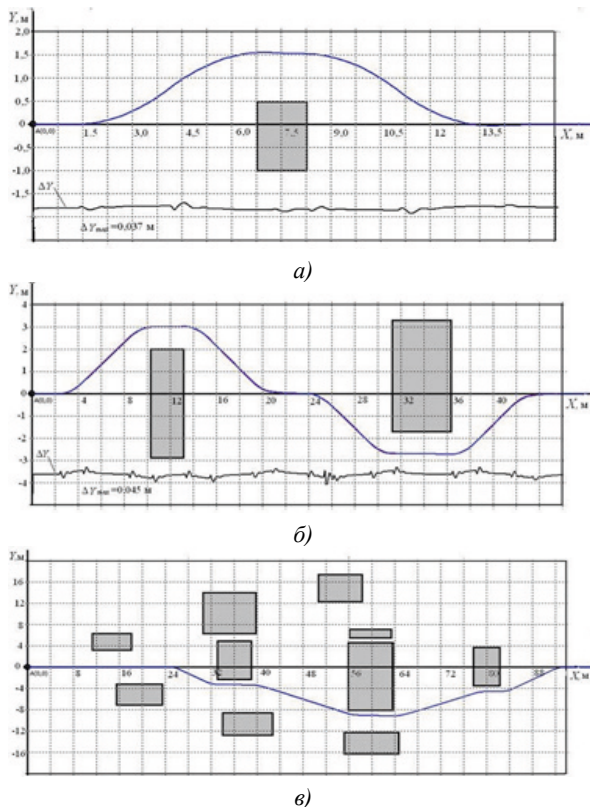 Y, м
2,0
1,5
1,0
0,5
0
A(0,0) 1,5 3,0 4,5 6,0 7,5 9,0 10,5 12 13,5 X, м
-0,5
-1,0
-1,5
ΔY
ΔYmax=0,037 м
а)
Y, м
4
3
2
1
0
A(0,0) 4 8 12 16 20 24 28 32 36 40 X, м
-1
-2
-3
ΔY
-4
ΔYmax=0,045 м
б)
Y, м
16
12
8
4
0
A(0,0) 8 16 24 32 40 48 56 64 72 80 88 X, м
-4
-8
-12
-16
в)